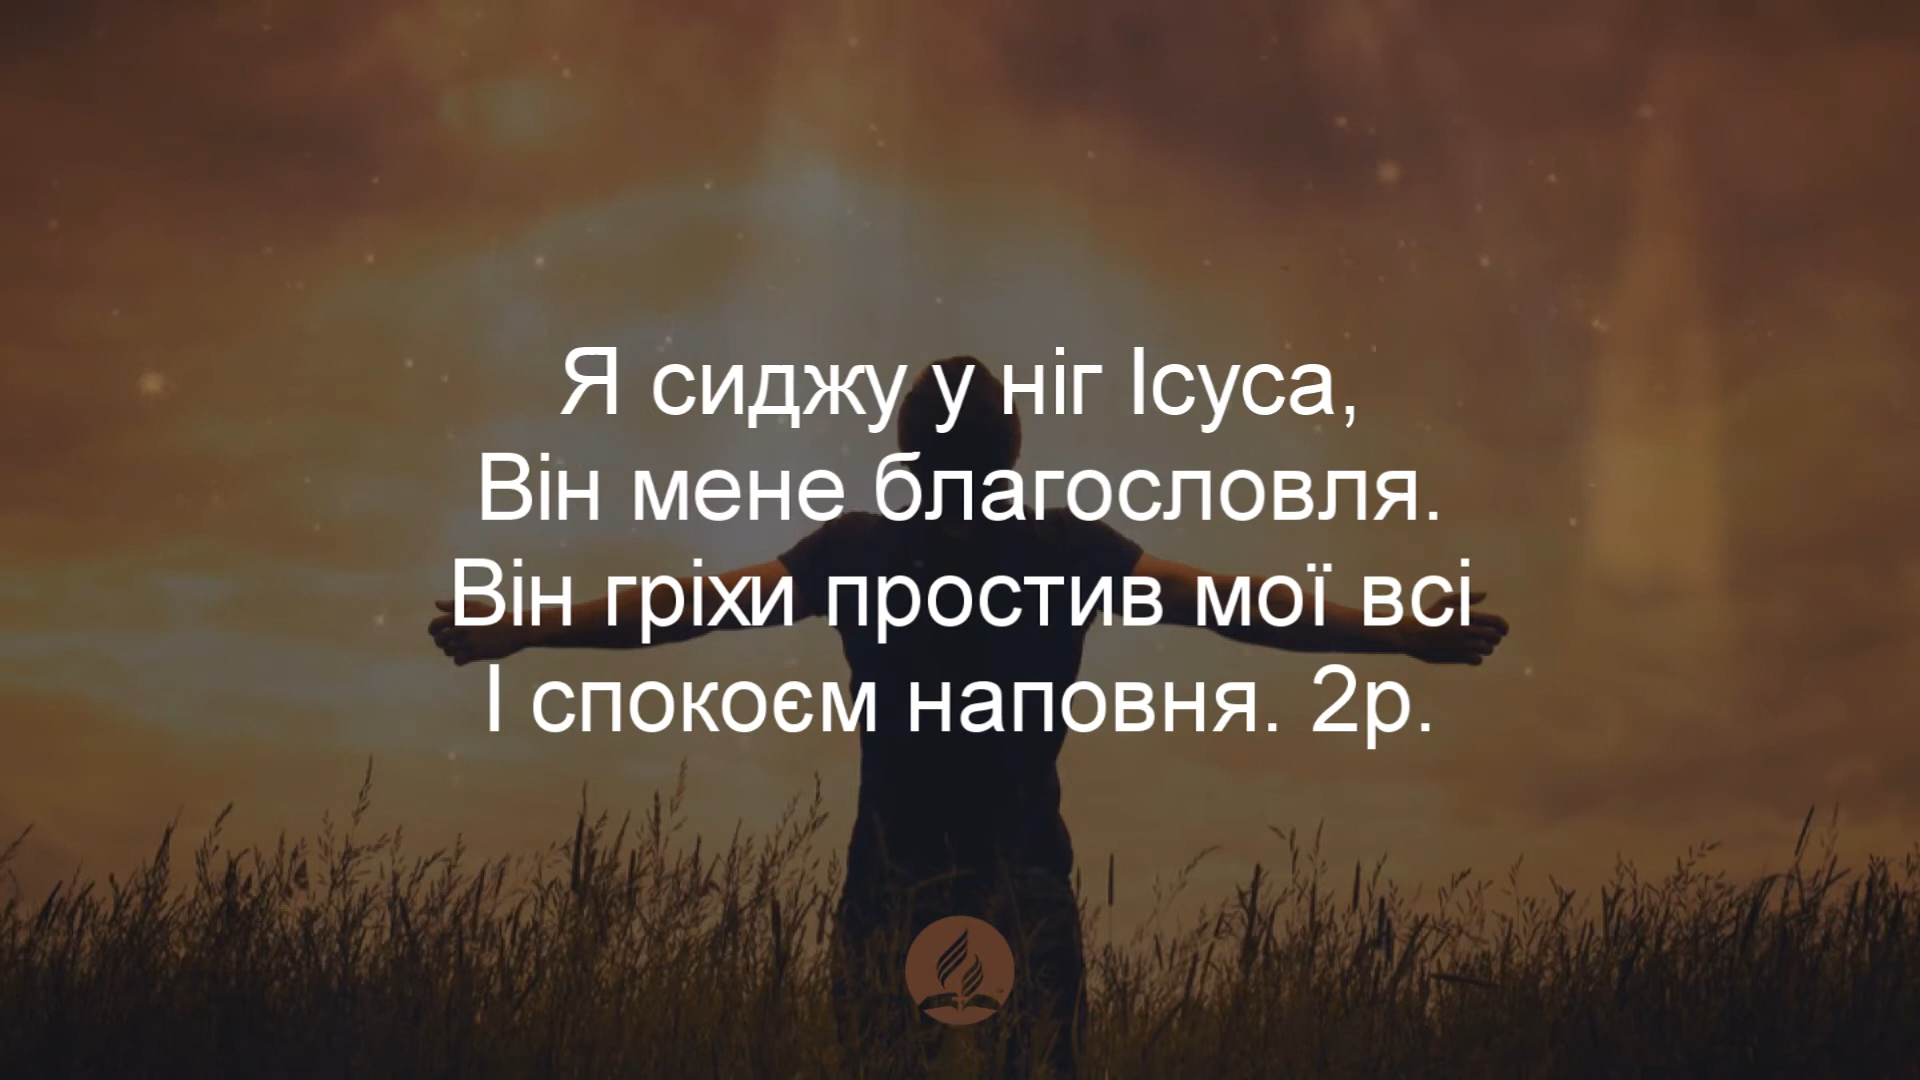 Я сиджу у ніг Ісуса,
Він мене благословля.
Він гріхи простив мої всі
І спокоєм наповня. 2р.